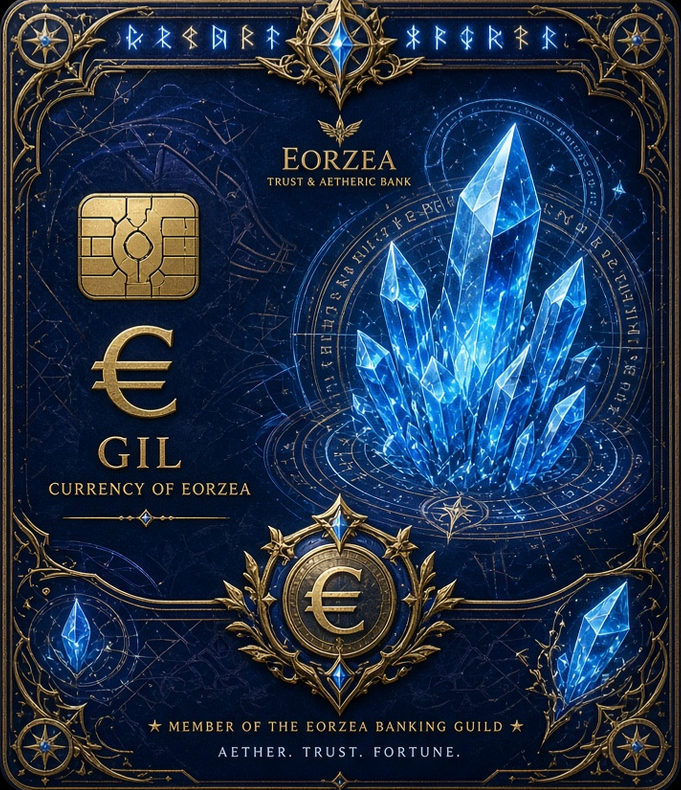 EORZEA
TRUST & AETHERIC BANK
€
GIL
CURRENCY OF EORZEA
€
★ MEMBER OF THE EORZEA BANKING GUILD ★
AETHER. TRUST. FORTUNE.